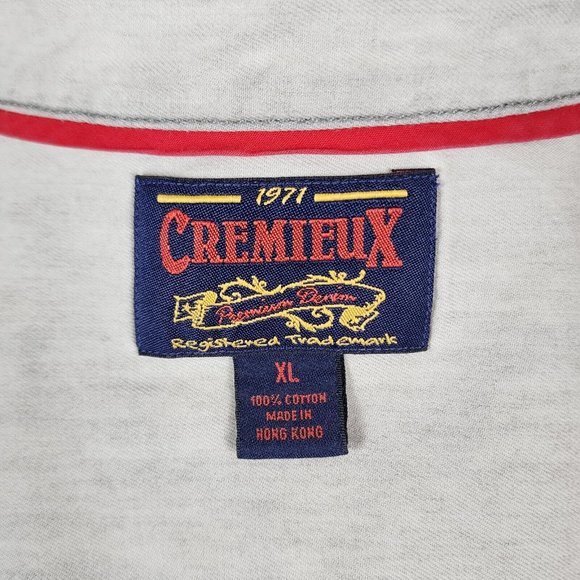 1971
CREMIEUX
Premium Denim
Registered Trademark
XL
100% COTTON
MADE IN
HONG KONG